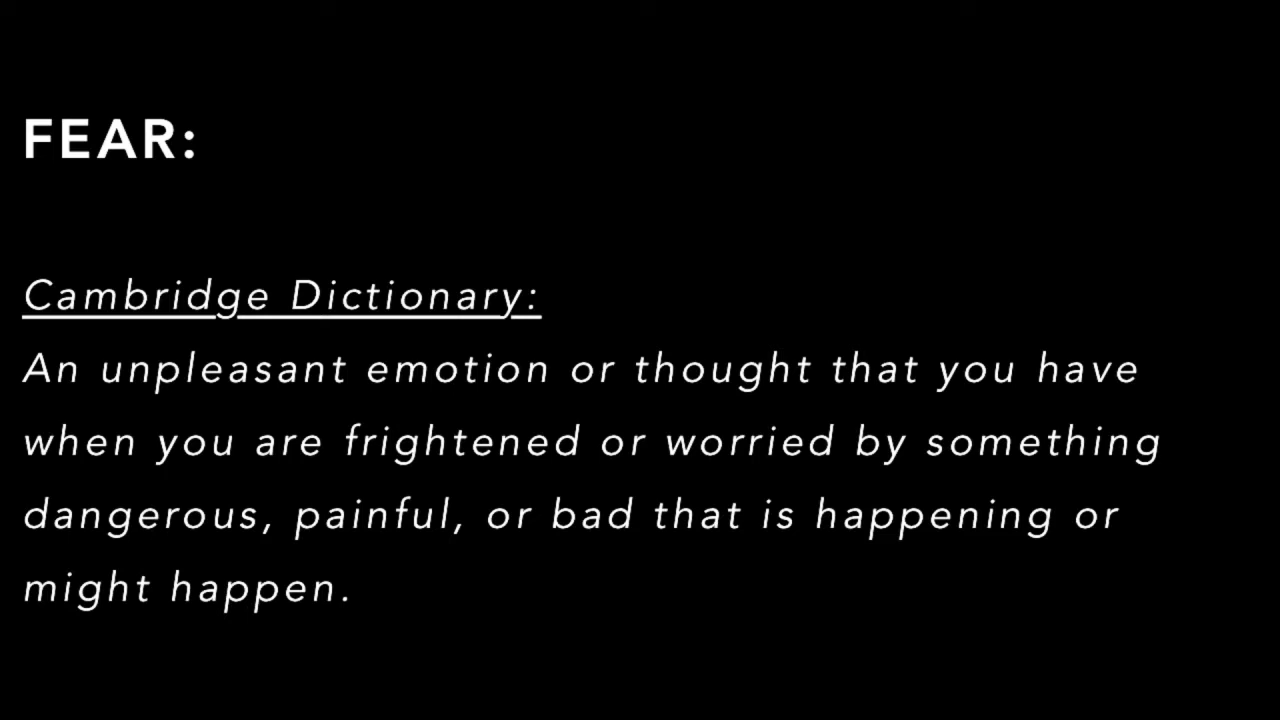 FEAR:
Cambridge Dictionary:
An unpleasant emotion or thought that you have
when you are frightened or worried by something
dangerous, painful, or bad that is happening or
might happen.